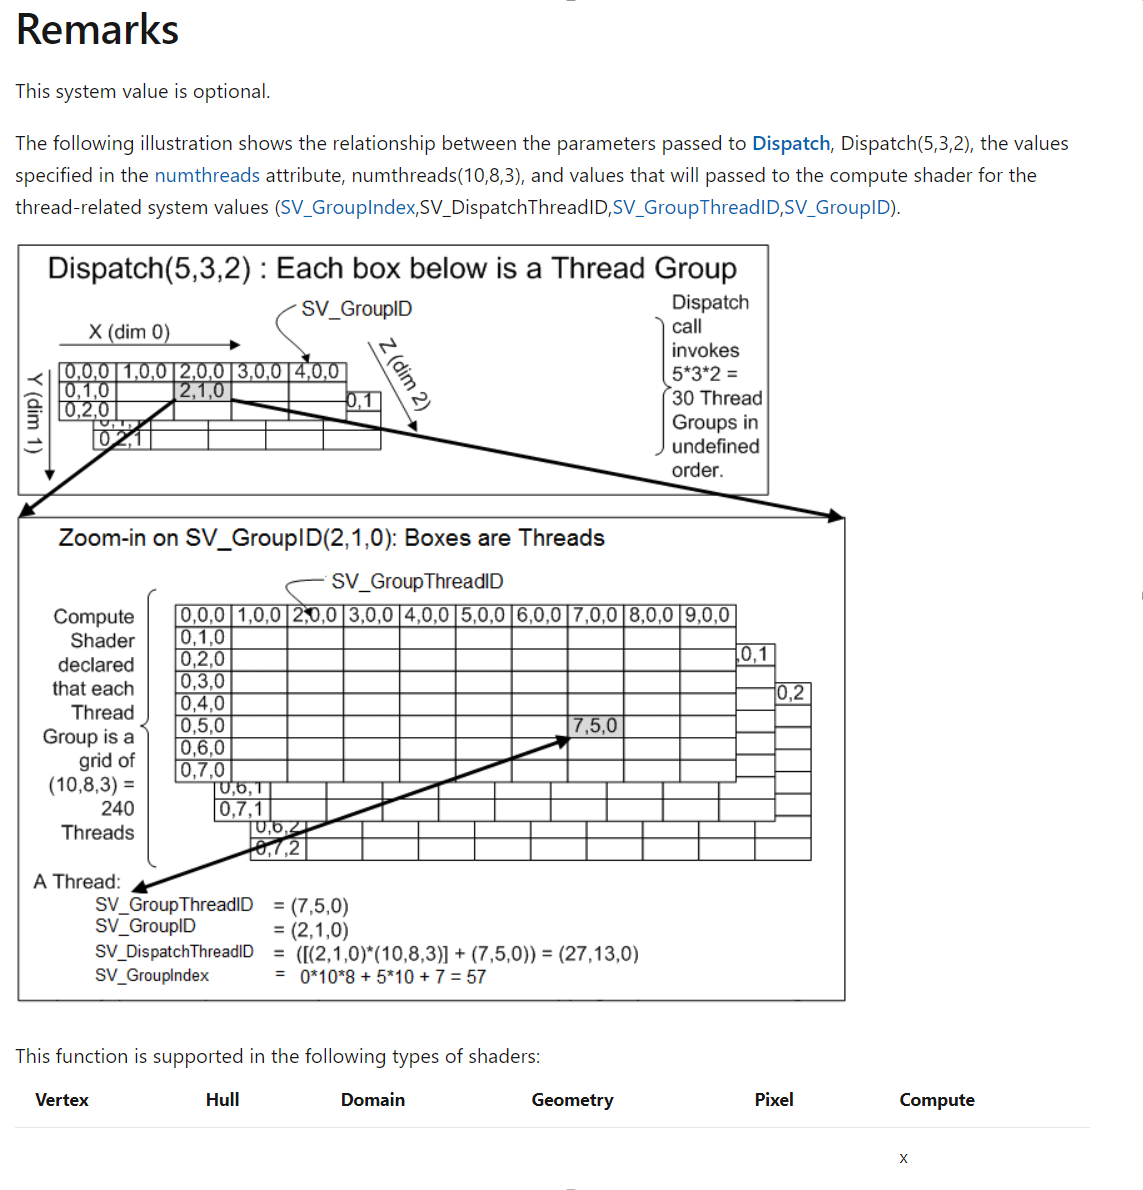 Remarks
This system value is optional.
The following illustration shows the relationship between the parameters passed to Dispatch, Dispatch(5,3,2), the values
specified in the numthreads attribute, numthreads(10,8,3), and values that will passed to the compute shader for the
thread-related system values (SV_GroupIndex,SV_DispatchThreadID,SV_GroupThreadID,SV_GroupID).
Dispatch(5,3,2) : Each box below is a Thread Group
SV_GroupID
X (dim 0)
Y (dim 1)
Z (dim 2)
0,0,0 1,0,0 2,0,0 3,0,0 4,0,0
0,1,0 2,1,0
0,2,0
0,1
0,2,1
Dispatch
call
invokes
5*3*2 =
30 Thread
Groups in
undefined
order.
Zoom-in on SV_GroupID(2,1,0): Boxes are Threads
SV_GroupThreadID
Compute
Shader
declared
that each
Thread
Group is a
grid of
(10,8,3) =
240
Threads
0,0,0 1,0,0 2,0,0 3,0,0 4,0,0 5,0,0 6,0,0 7,0,0 8,0,0 9,0,0
0,1,0
0,2,0
0,3,0
0,4,0
0,5,0 7,5,0
0,6,0
0,7,0
,0,1
0,2
0,6,1
0,7,1
0,6,2
0,7,2
A Thread:
SV_GroupThreadID = (7,5,0)
SV_GroupID = (2,1,0)
SV_DispatchThreadID = ([(2,1,0)*(10,8,3)] + (7,5,0)) = (27,13,0)
SV_GroupIndex = 0*10*8 + 5*10 + 7 = 57
This function is supported in the following types of shaders:
Vertex Hull Domain Geometry Pixel Compute
x